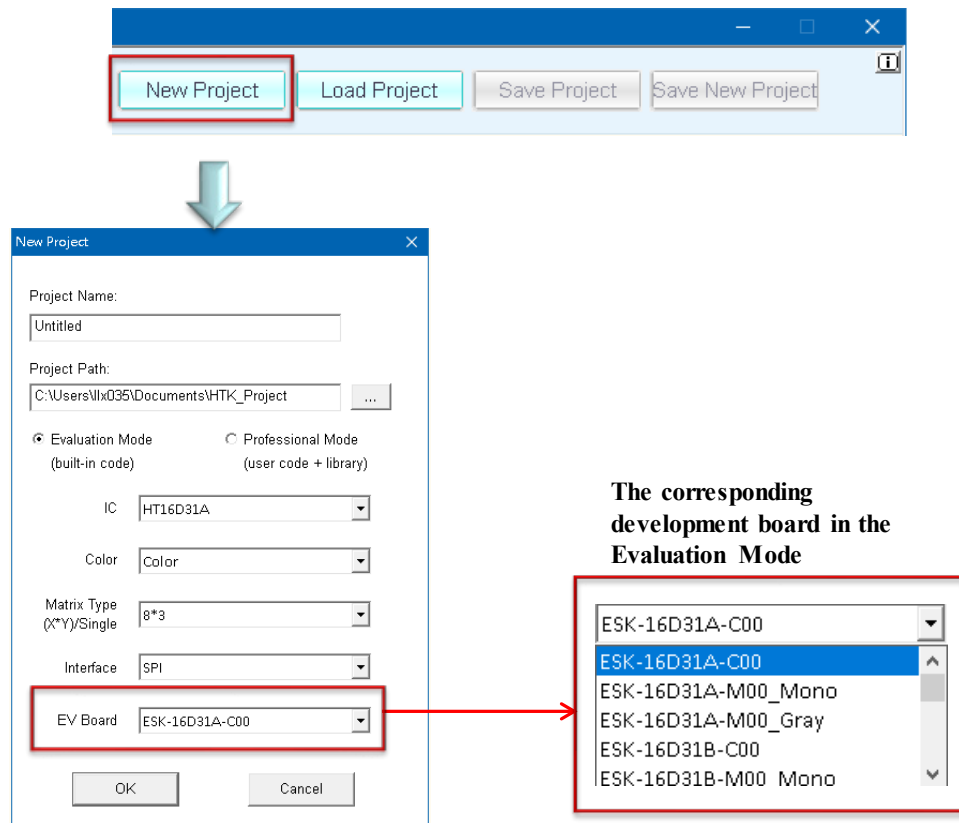 New Project
Load Project
Save Project
Save New Project
New Project
Project Name:
Untitled
Project Path:
C:\Users\llx035\Documents\HTK_Project
...
Evaluation Mode
(built-in code)
Professional Mode
(user code + library)
IC
HT16D31A
Color
Color
Matrix Type
(X*Y)/Single
8*3
Interface
SPI
EV Board
ESK-16D31A-C00
OK
Cancel
The corresponding
development board in the
Evaluation Mode
ESK-16D31A-C00
ESK-16D31A-C00
ESK-16D31A-M00_Mono
ESK-16D31A-M00_Gray
ESK-16D31B-C00
ESK-16D31B-M00_Mono